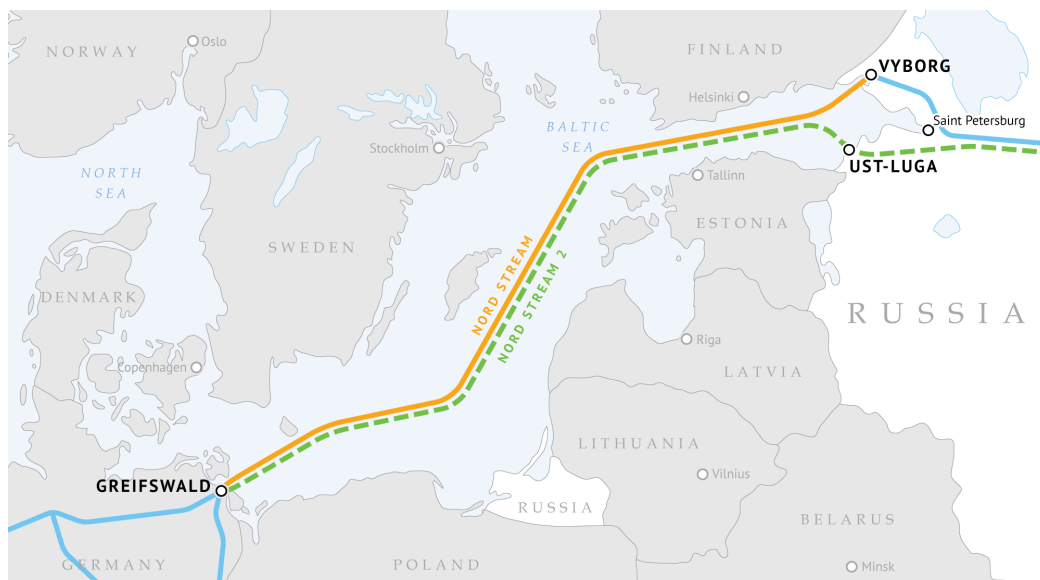 NORWAY
Oslo
FINLAND
VYBORG
Helsinki
Saint Petersburg
BALTIC
SEA
Stockholm
UST-LUGA
NORTH
SEA
Tallinn
ESTONIA
SWEDEN
NORD STREAM
NORD STREAM 2
DENMARK
RUSSIA
Riga
Copenhagen
LATVIA
LITHUANIA
Vilnius
GREIFSWALD
RUSSIA
BELARUS
GERMANY
POLAND
Minsk